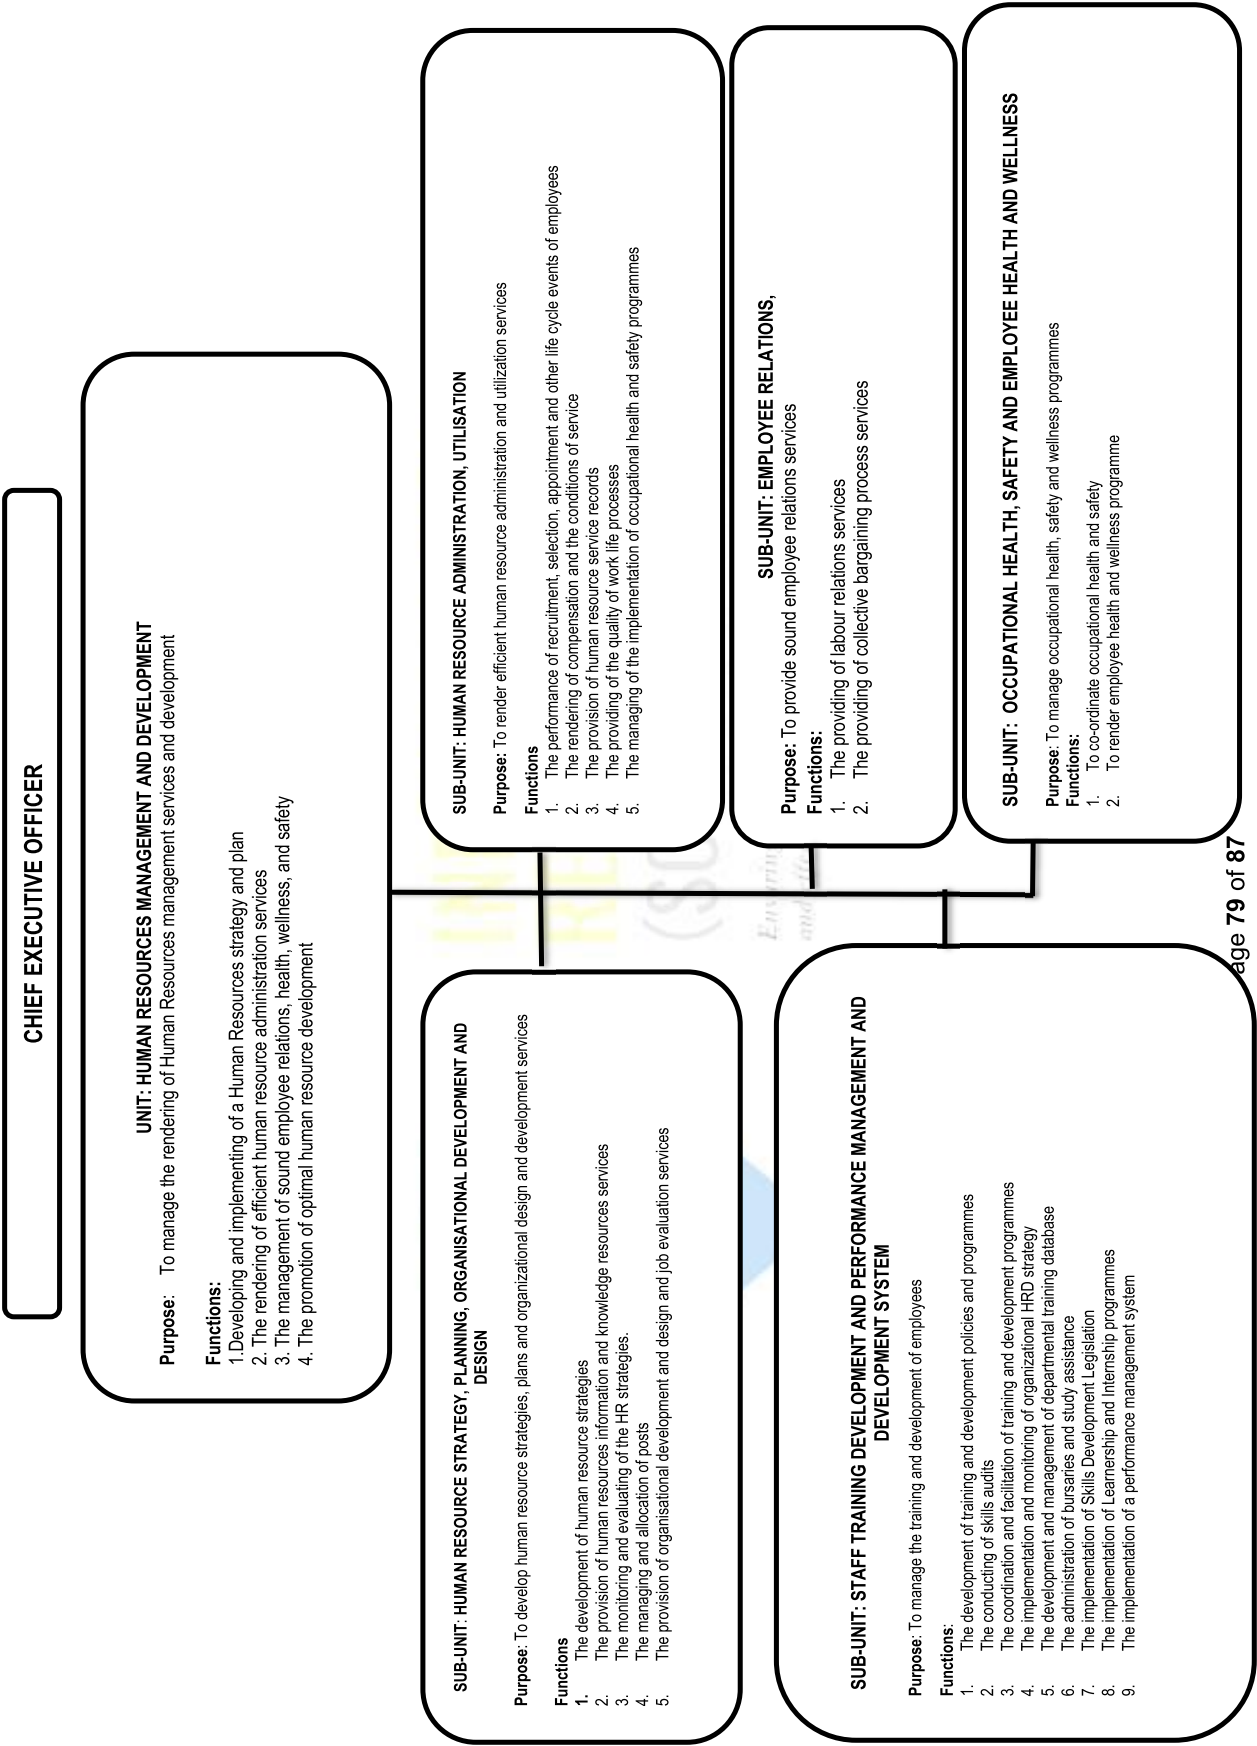 CHIEF EXECUTIVE OFFICER
UNIT: HUMAN RESOURCES MANAGEMENT AND DEVELOPMENT
Purpose: To manage the rendering of Human Resources management services and development
Functions:
1.Developing and implementing of a Human Resources strategy and plan
2. The rendering of efficient human resource administration services
3. The management of sound employee relations, health, wellness, and safety
4. The promotion of optimal human resource development
SUB-UNIT: HUMAN RESOURCE STRATEGY, PLANNING, ORGANISATIONAL DEVELOPMENT AND
DESIGN
Purpose: To develop human resource strategies, plans and organizational design and development services
Functions
1. The development of human resource strategies
2. The provision of human resources information and knowledge resources services
3. The monitoring and evaluating of the HR strategies.
4. The managing and allocation of posts
5. The provision of organisational development and design and job evaluation services
SUB-UNIT: HUMAN RESOURCE ADMINISTRATION, UTILISATION
Purpose: To render efficient human resource administration and utilization services
Functions
1. The performance of recruitment, selection, appointment and other life cycle events of employees
2. The rendering of compensation and the conditions of service
3. The provision of human resource service records
4. The providing of the quality of work life processes
5. The managing of the implementation of occupational health and safety programmes
SUB-UNIT: EMPLOYEE RELATIONS,
Purpose: To provide sound employee relations services
Functions:
1. The providing of labour relations services
2. The providing of collective bargaining process services
SUB-UNIT: STAFF TRAINING DEVELOPMENT AND PERFORMANCE MANAGEMENT AND
DEVELOPMENT SYSTEM
Purpose: To manage the training and development of employees
Functions:
1. The development of training and development policies and programmes
2. The conducting of skills audits
3. The coordination and facilitation of training and development programmes
4. The implementation and monitoring of organizational HRD strategy
5. The development and management of departmental training database
6. The administration of bursaries and study assistance
7. The implementation of Skills Development Legislation
8. The implementation of Learnership and Internship programmes
9. The implementation of a performance management system
SUB-UNIT: OCCUPATIONAL HEALTH, SAFETY AND EMPLOYEE HEALTH AND WELLNESS
Purpose: To manage occupational health, safety and wellness programmes
Functions:
1. To co-ordinate occupational health and safety
2. To render employee health and wellness programme
age 79 of 87